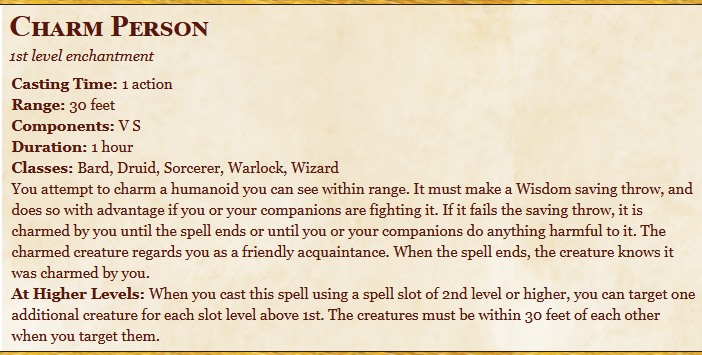 Charm Person
1st level enchantment
Casting Time: 1 action
Range: 30 feet
Components: V S
Duration: 1 hour
Classes: Bard, Druid, Sorcerer, Warlock, Wizard
You attempt to charm a humanoid you can see within range. It must make a Wisdom saving throw, and
does so with advantage if you or your companions are fighting it. If it fails the saving throw, it is
charmed by you until the spell ends or until you or your companions do anything harmful to it. The
charmed creature regards you as a friendly acquaintance. When the spell ends, the creature knows it
was charmed by you.
At Higher Levels: When you cast this spell using a spell slot of 2nd level or higher, you can target one
additional creature for each slot level above 1st. The creatures must be within 30 feet of each other
when you target them.